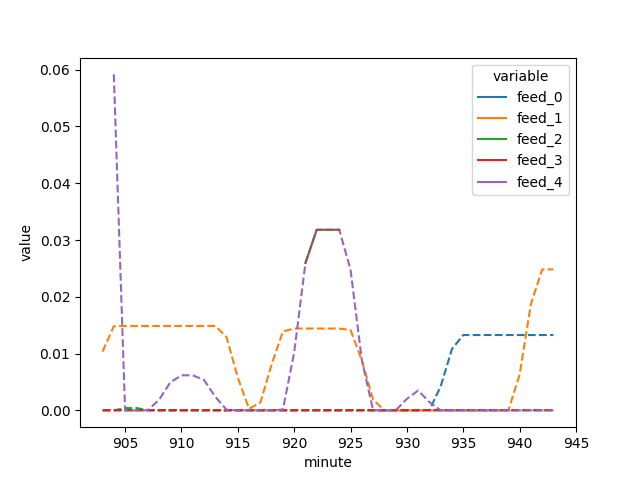 variable
feed_0
feed_1
feed_2
feed_3
feed_4
value
0.06
0.05
0.04
0.03
0.02
0.01
0.00
905 910 915 920 925 930 935 940 945
minute